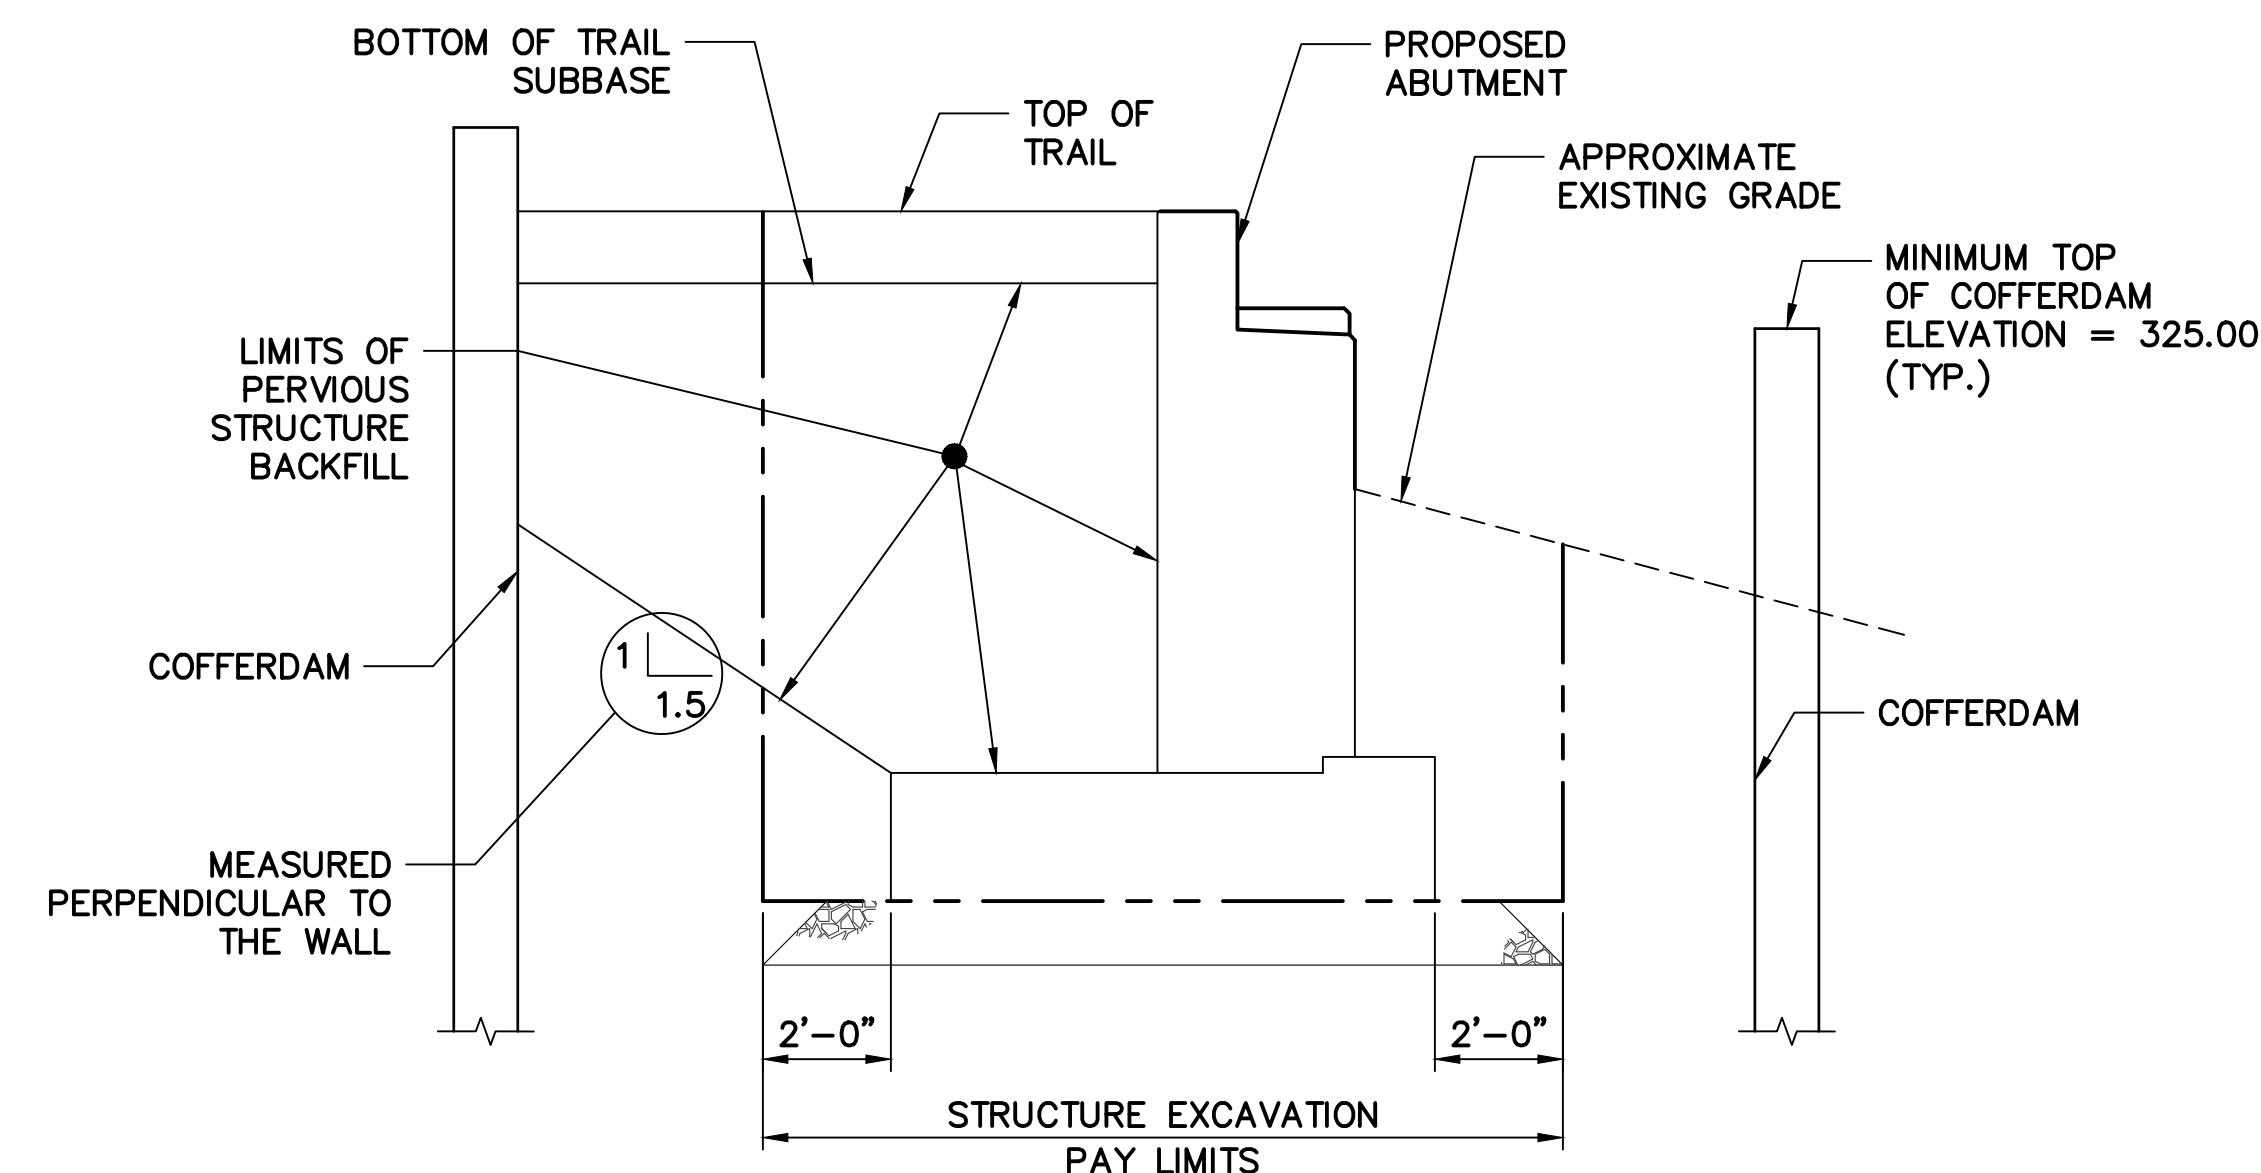 BOTTOM OF TRAIL
SUBBASE
PROPOSED
ABUTMENT
TOP OF
TRAIL
APPROXIMATE
EXISTING GRADE
MINIMUM TOP
OF COFFERDAM
ELEVATION = 325.00
(TYP.)
LIMITS OF
PERVIOUS
STRUCTURE
BACKFILL
1
1.5
COFFERDAM
COFFERDAM
MEASURED
PERPENDICULAR TO
THE WALL
2'-0"
2'-0"
STRUCTURE EXCAVATION
PAY LIMITS